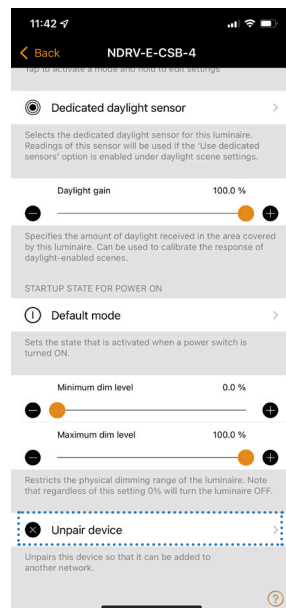 11:42
Back NDRV-E-CSB-4
Tap to activate a mode and hold to edit settings
Dedicated daylight sensor
Selects the dedicated daylight sensor for this luminaire.
Readings of this sensor will be used if the 'Use dedicated
sensors' option is enabled under daylight scene settings.
Daylight gain 100.0 %
Specifies the amount of daylight received in the area covered
by this luminaire. Can be used to calibrate the response of
daylight-enabled scenes.
STARTUP STATE FOR POWER ON
Default mode
Sets the state that is activated when a power switch is
turned ON.
Minimum dim level 0.0 %
Maximum dim level 100.0 %
Restricts the physical dimming range of the luminaire. Note
that regardless of this setting 0% will turn the luminaire OFF.
Unpair device
Unpairs this device so that it can be added to
another network.
?